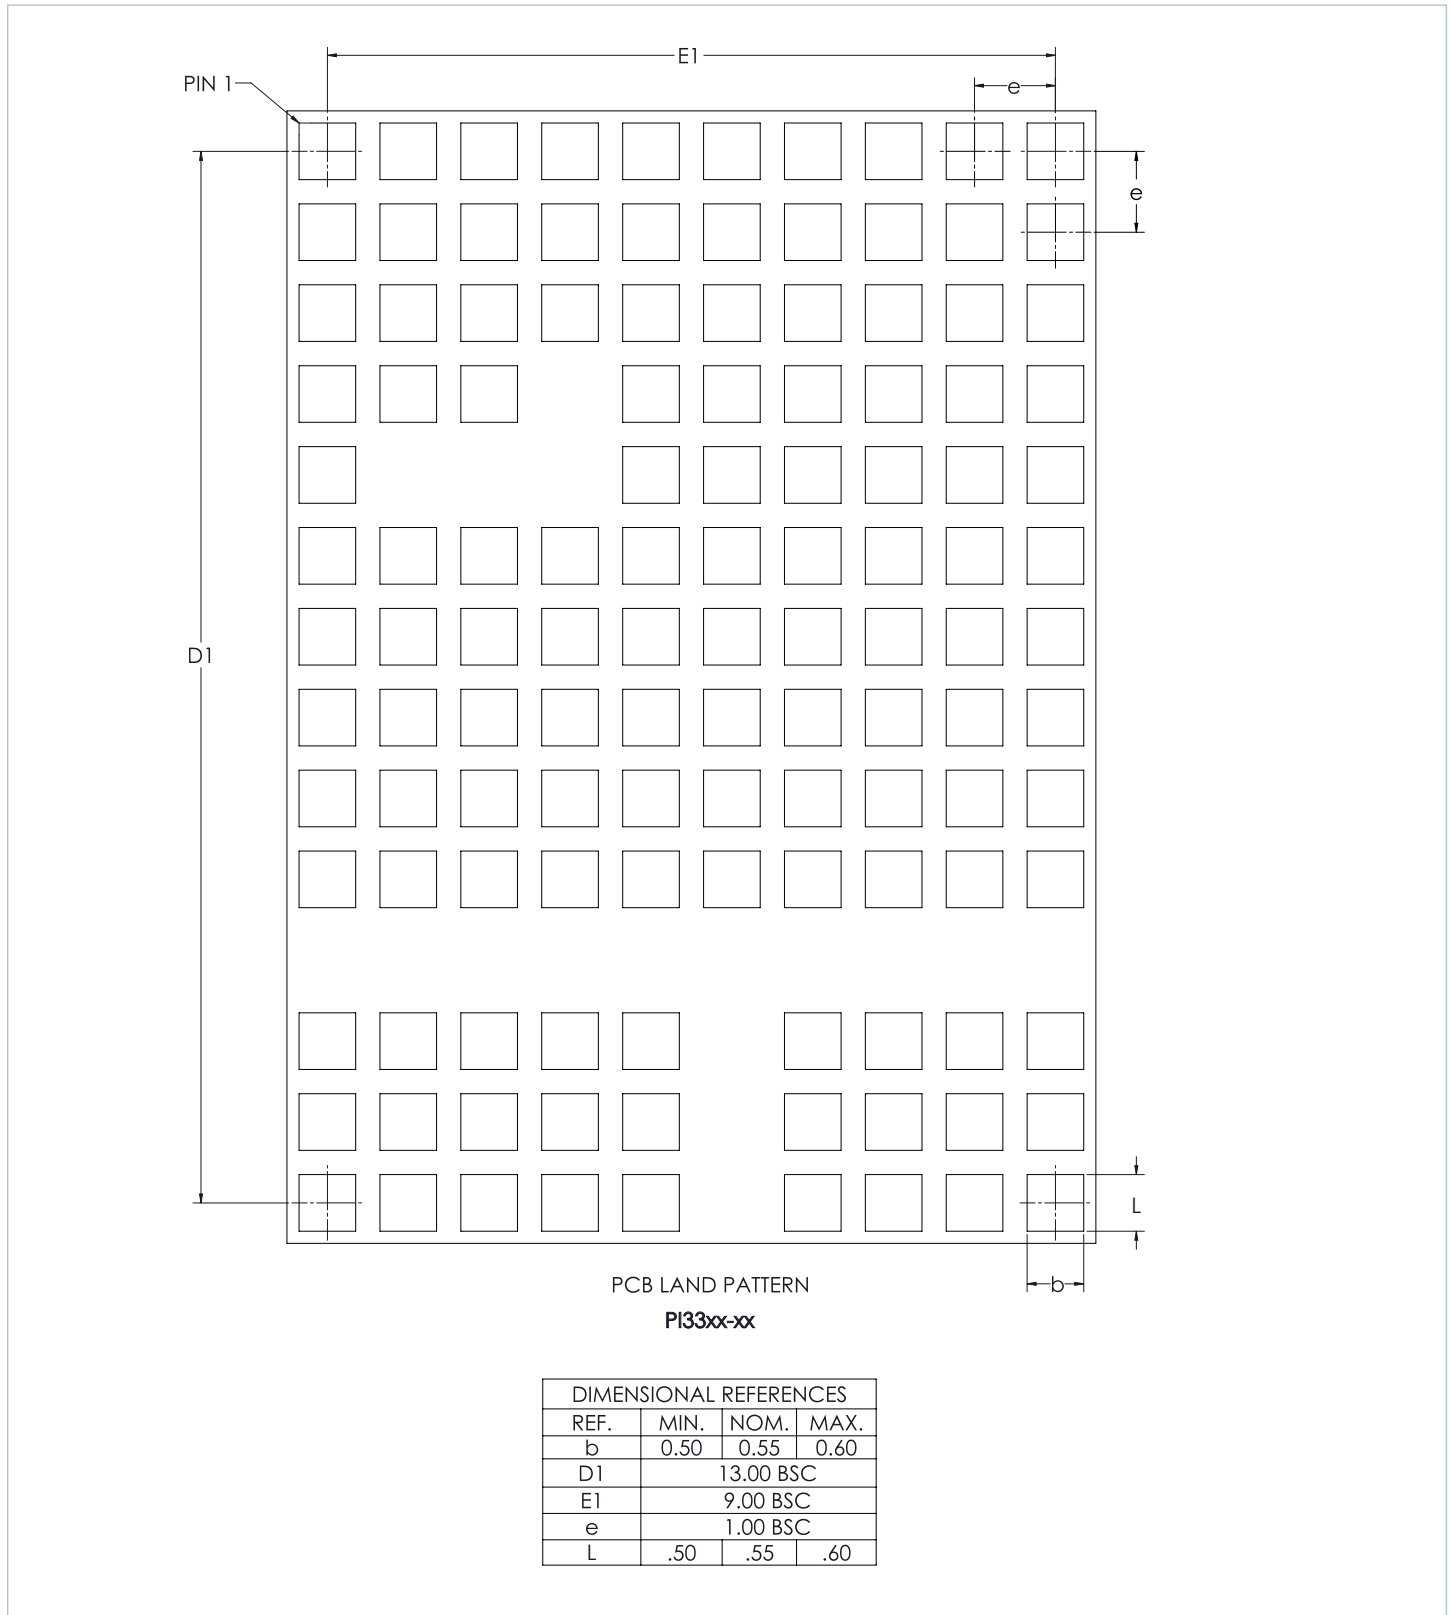 E1
PIN 1
e
e
D1
L
b
PCB LAND PATTERN
PI33xx-xx
DIMENSIONAL REFERENCES
REF. MIN. NOM. MAX.
b 0.50 0.55 0.60
D1 13.00 BSC
E1 9.00 BSC
e 1.00 BSC
L .50 .55 .60